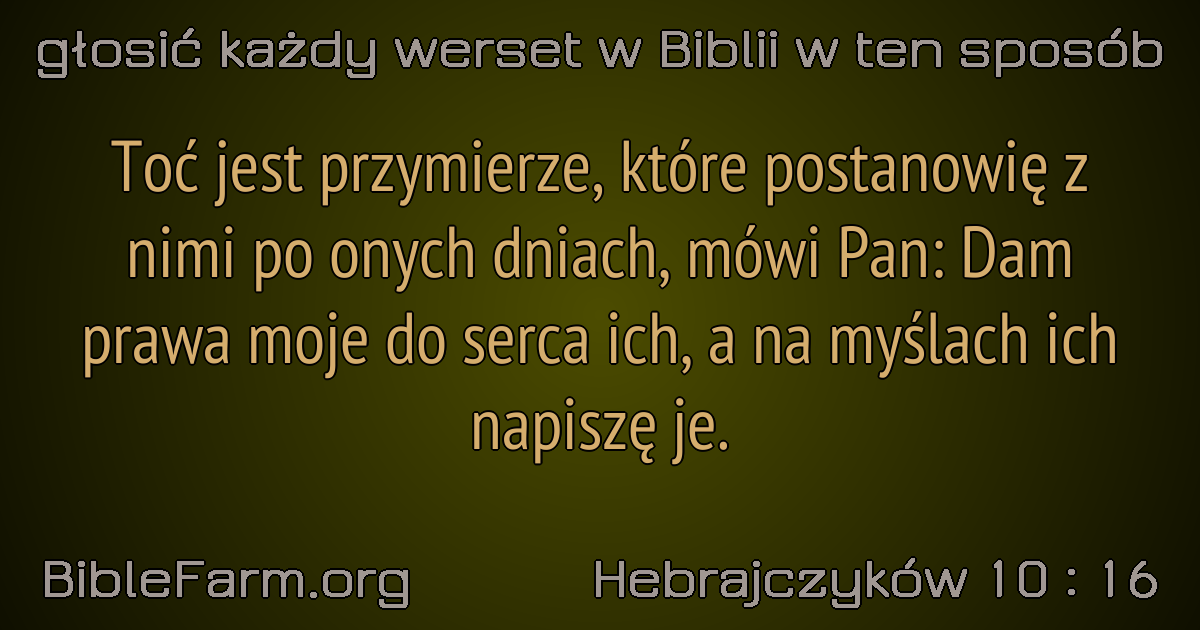 głosić każdy werset w Biblii w ten sposób
Toć jest przymierze, które postanowię z
nimi po onych dniach, mówi Pan: Dam
prawa moje do serca ich, a na myślach ich
napiszę je.
BibleFarm.org
Hebrajczyków 10 : 16